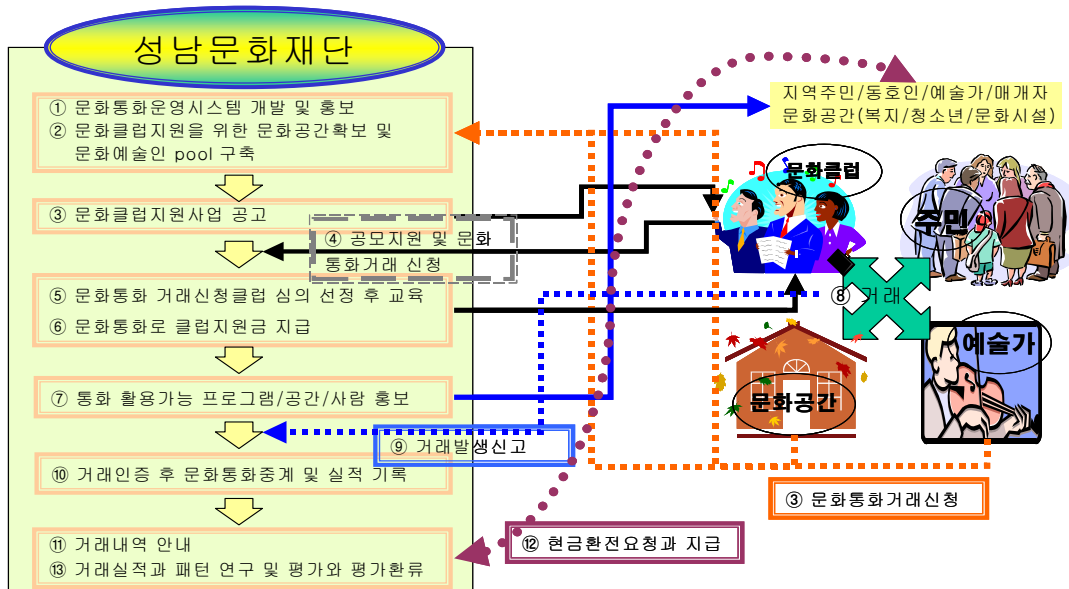 성남문화재단
① 문화통화운영시스템 개발 및 홍보
② 문화클럽지원을 위한 문화공간확보 및
문화예술인 pool 구축
③ 문화클럽지원사업 공고
④ 공모지원 및 문화
통화거래 신청
⑤ 문화통화 거래신청클럽 심의 선정 후 교육
⑥ 문화통화로 클럽지원금 지급
⑦ 통화 활용가능 프로그램/공간/사람 홍보
⑨ 거래발생신고
⑩ 거래인증 후 문화통화중계 및 실적 기록
⑪ 거래내역 안내
⑬ 거래실적과 패턴 연구 및 평가와 평가환류
지역주민/동호인/예술가/매개자
문화공간(복지/청소년/문화시설)
문화클럽
주민
⑧ 거래
예술가
문화공간
③ 문화통화거래신청
⑫ 현금환전요청과 지급